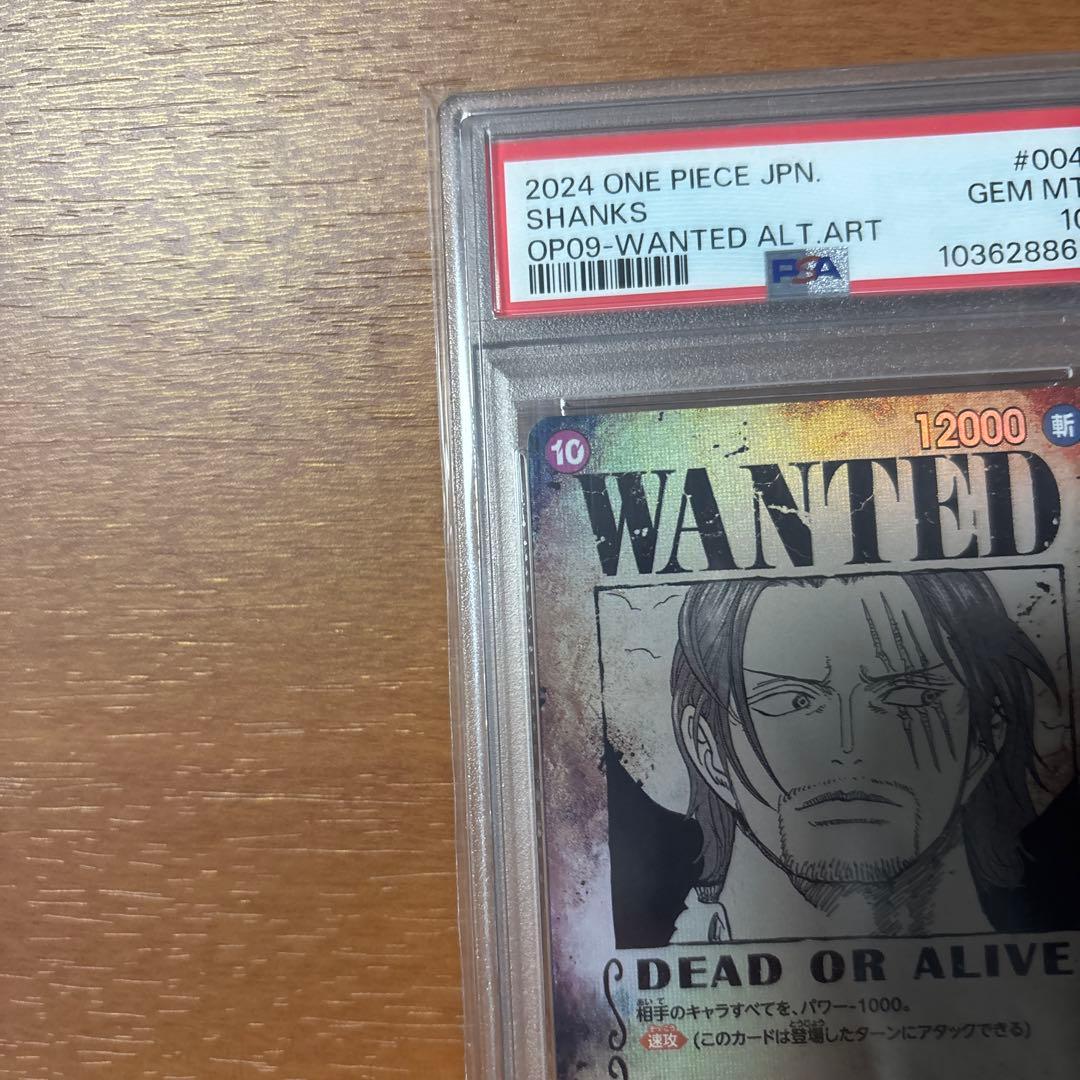 2024 ONE PIECE JPN.
#004
SHANKS
GEM MT
OP09-WANTED ALT.ART
10
PSA
10362886
10
12000
斬
WANTED
DEAD OR ALIVE
相手のキャラすべてを、パワー-1000。
速攻 (このカードは登場したターンにアタックできる)